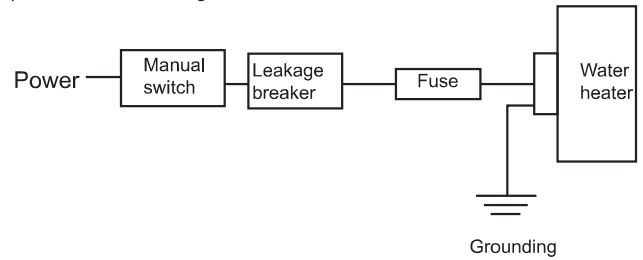 Power
Manual
switch
Leakage
breaker
Fuse
Water
heater
Grounding